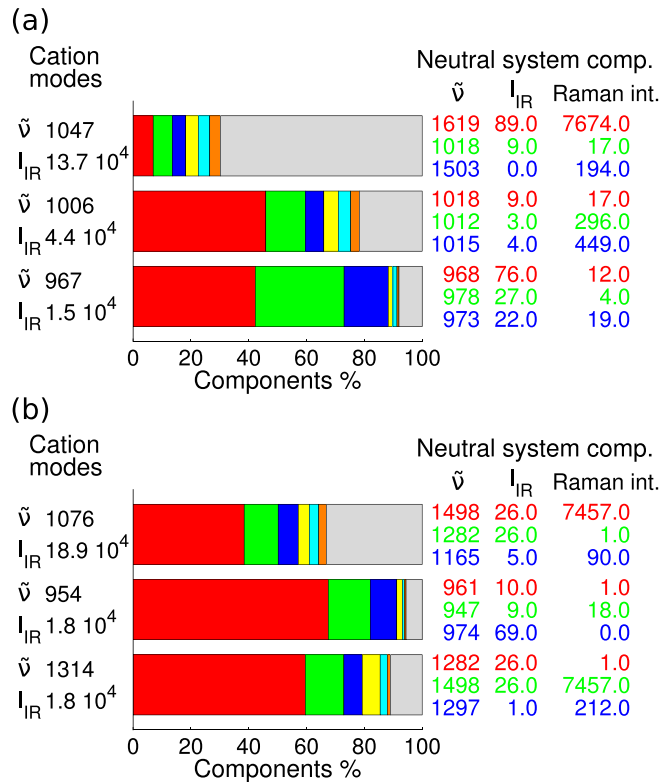 (a)
Cation modes
Neutral system comp.
ν̃ I_IR Raman int.
ν̃ 1047
I_IR 13.7 10^4
1619 89.0 7674.0
1018 9.0 17.0
1503 0.0 194.0
ν̃ 1006
I_IR 4.4 10^4
1018 9.0 17.0
1012 3.0 296.0
1015 4.0 449.0
ν̃ 967
I_IR 1.5 10^4
968 76.0 12.0
978 27.0 4.0
973 22.0 19.0
0 20 40 60 80 100
Components %
(b)
Cation modes
Neutral system comp.
ν̃ I_IR Raman int.
ν̃ 1076
I_IR 18.9 10^4
1498 26.0 7457.0
1282 26.0 1.0
1165 5.0 90.0
ν̃ 954
I_IR 1.8 10^4
961 10.0 1.0
947 9.0 18.0
974 69.0 0.0
ν̃ 1314
I_IR 1.8 10^4
1282 26.0 1.0
1498 26.0 7457.0
1297 1.0 212.0
0 20 40 60 80 100
Components %